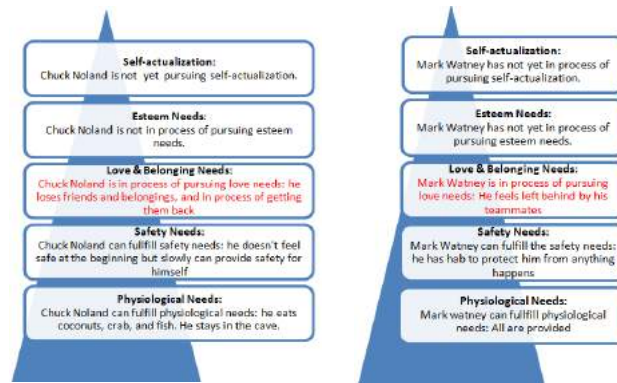 Self-actualization:
Chuck Noland is not yet pursuing self-actualization.
Esteem Needs:
Chuck Noland is not in process of pursuing esteem
needs.
Love & Belonging Needs:
Chuck Noland is in process of pursuing love needs: he
loses friends and belongings, and in process of getting
them back
Safety Needs:
Chuck Noland can fullfill safety needs: he doesn't feel
safe at the beginning but slowly can provide safety for
himself
Physiological Needs:
Chuck Noland can fulfill physiological needs: he eats
coconuts, crab, and fish. He stays in the cave.
Self-actualization:
Mark Watney has not yet in process of
pursuing self-actualization.
Esteem Needs:
Mark Watney has not yet in process of
pursuing esteem needs.
Love & Belonging Needs:
Mark Watney is in process of pursuing
love needs: He feels left behind by his
teammates
Safety Needs:
Mark Watney can fulfill the safety needs:
he has hab to protect him from anything
happens
Physiological Needs:
Mark watney can fullfill physiological
needs: All are provided